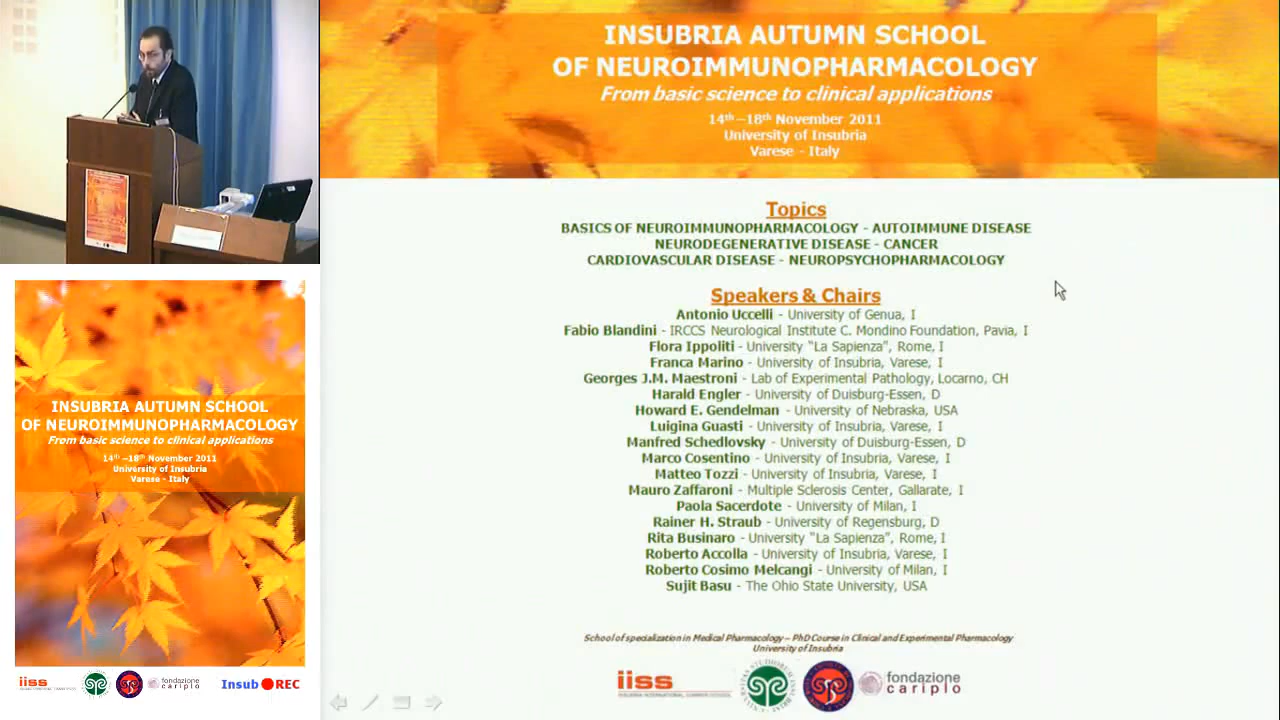 INSUBRIA AUTUMN SCHOOL
OF NEUROIMMUNOPHARMACOLOGY
From basic science to clinical applications
14th –18th November 2011
University of Insubria
Varese - Italy
Topics
BASICS OF NEUROIMMUNOPHARMACOLOGY - AUTOIMMUNE DISEASE
NEURODEGENERATIVE DISEASE - CANCER
CARDIOVASCULAR DISEASE - NEUROPSYCHOPHARMACOLOGY
Speakers & Chairs
Antonio Uccelli - University of Genua, I
Fabio Blandini - IRCCS Neurological Institute C. Mondino Foundation, Pavia, I
Flora Ippoliti - University "La Sapienza", Rome, I
Franca Marino - University of Insubria, Varese, I
Georges J.M. Maestroni - Lab of Experimental Pathology, Locarno, CH
Harald Engler - University of Duisburg-Essen, D
Howard E. Gendelman - University of Nebraska, USA
Luigina Guasti - University of Insubria, Varese, I
Manfred Schedlovsky - University of Duisburg-Essen, D
Marco Cosentino - University of Insubria, Varese, I
Matteo Tozzi - University of Insubria, Varese, I
Mauro Zaffaroni - Multiple Sclerosis Center, Gallarate, I
Paola Sacerdote - University of Milan, I
Rainer H. Straub - University of Regensburg, D
Rita Businaro - University "La Sapienza", Rome, I
Roberto Accolla - University of Insubria, Varese, I
Roberto Cosimo Melcangi - University of Milan, I
Sujit Basu - The Ohio State University, USA
School of specialization in Medical Pharmacology – PhD Course in Clinical and Experimental Pharmacology
University of Insubria
iiss
INSUBRIA INTERNATIONAL SUMMER SCHOOL
fondazione
cariplo
INSUBRIA AUTUMN SCHOOL
OF NEUROIMMUNOPHARMACOLOGY
From basic science to clinical applications
14th –18th November 2011
University of Insubria
Varese - Italy
iiss
fondazione
cariplo
Insub REC